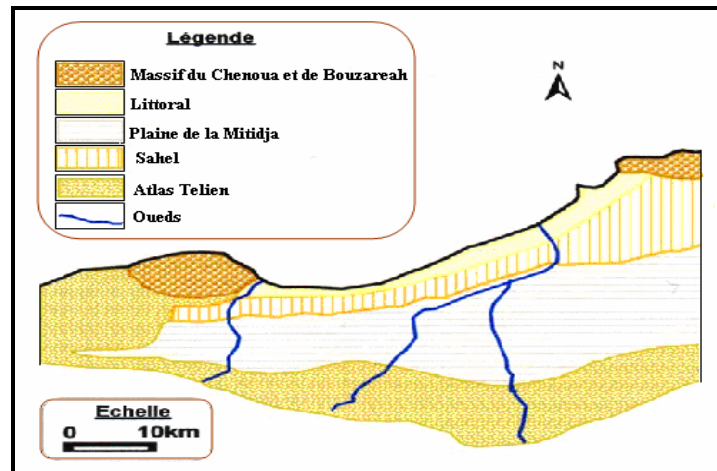 Légende
Massif du Chenoua et de Bouzareah
Littoral
Plaine de la Mitidja
Sahel
Atlas Telien
Oueds
N
Echelle
0 10km